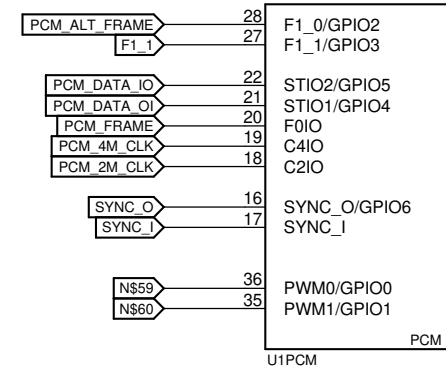 PCM_ALT_FRAME 28 F1_0/GPIO2
F1_1 27 F1_1/GPIO3
PCM_DATA_IO 22 STIO2/GPIO5
PCM_DATA_OI 21 STIO1/GPIO4
PCM_FRAME 20 F0IO
PCM_4M_CLK 19 C4IO
PCM_2M_CLK 18 C2IO
SYNC_O 16 SYNC_O/GPIO6
SYNC_I 17 SYNC_I
N$59 36 PWM0/GPIO0
N$60 35 PWM1/GPIO1
PCM
U1PCM